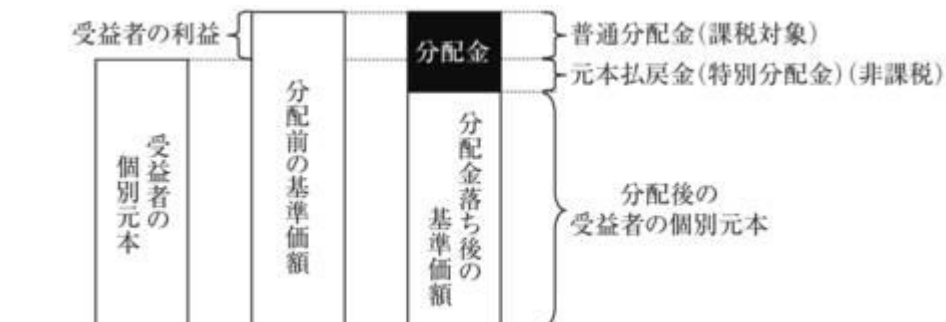 受益者の利益
分配金
普通分配金(課税対象)
元本払戻金(特別分配金)(非課税)
受益者の
個別元本
分配前の基準価額
分配金落ち後の
基準価額
分配後の
受益者の個別元本